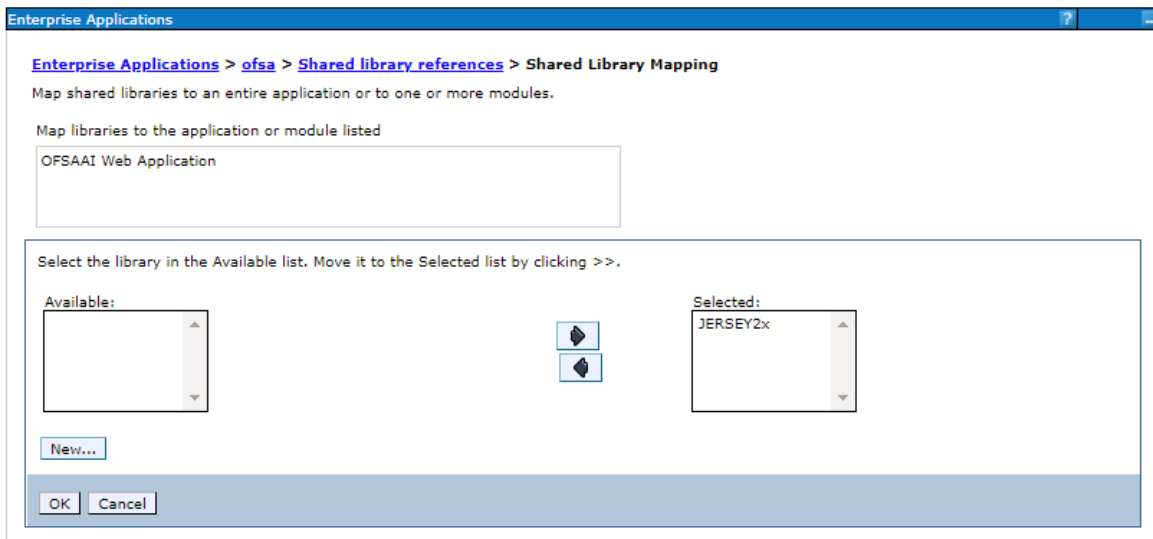 Enterprise Applications ?
Enterprise Applications > ofsa > Shared library references > Shared Library Mapping
Map shared libraries to an entire application or to one or more modules.
Map libraries to the application or module listed
OFSAAI Web Application
Select the library in the Available list. Move it to the Selected list by clicking >>.
Available: Selected:
JERSEY2x
New...
OK Cancel